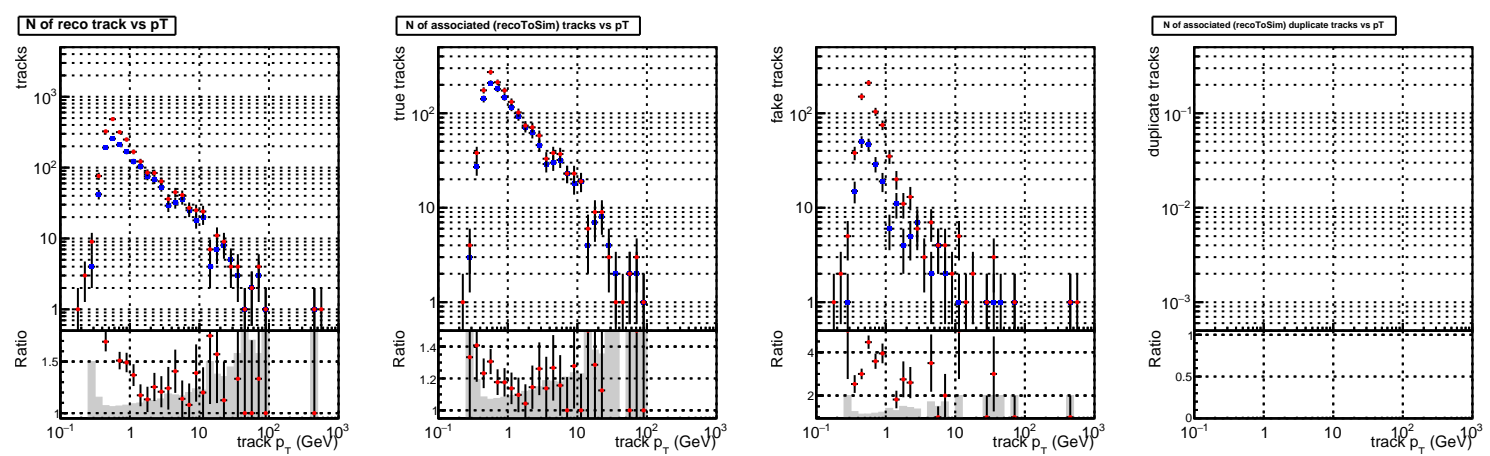 N of reco track vs pT
N of associated (recoToSim) tracks vs pT
N of associated (recoToSim) duplicate tracks vs pT
tracks
10³
10²
10
1
Ratio
1.5
1
10⁻¹ 1 10 10² 10³
track p_T (GeV)
true tracks
10²
10
1
Ratio
1.4
1.2
1
10⁻¹ 1 10 10² 10³
track p_T (GeV)
fake tracks
10²
10
1
Ratio
4
2
10⁻¹ 1 10 10² 10³
track p_T (GeV)
duplicate tracks
10⁻¹
10⁻²
10⁻³
Ratio
1
0.5
0
10⁻¹ 1 10 10² 10³
track p_T (GeV)